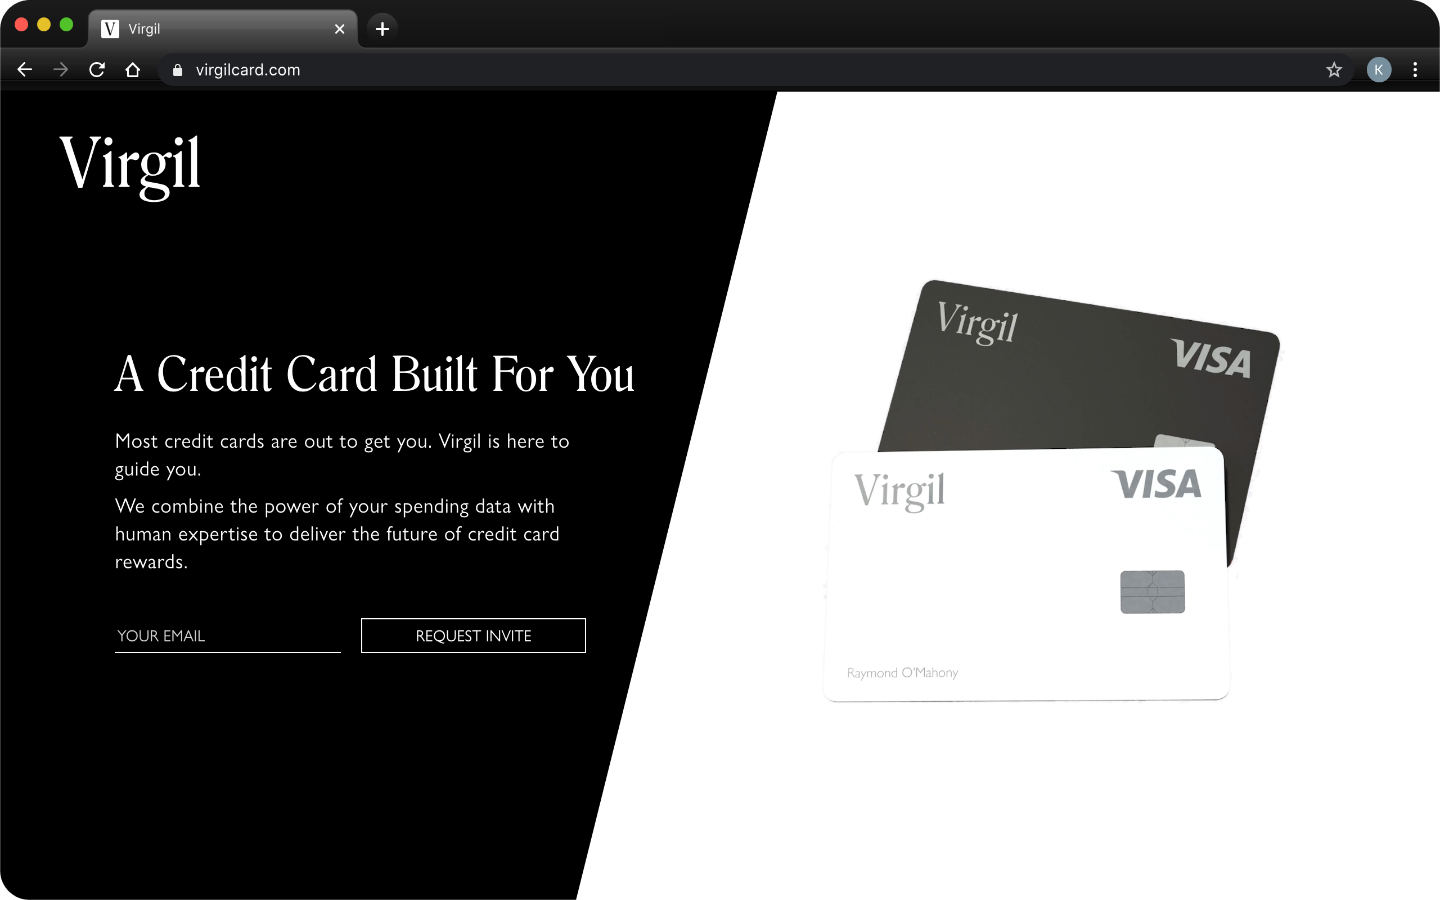 V Virgil
virgilcard.com
K
Virgil
A Credit Card Built For You
Most credit cards are out to get you. Virgil is here to
guide you.
We combine the power of your spending data with
human expertise to deliver the future of credit card
rewards.
YOUR EMAIL
REQUEST INVITE
Virgil
VISA
Virgil
VISA
Raymond O'Mahony